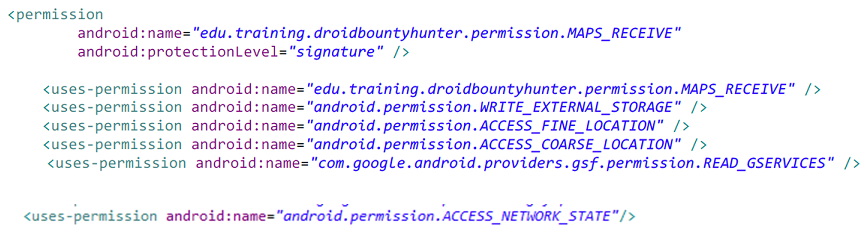 <permission
android:name="edu.training.droidbountyhunter.permission.MAPS_RECEIVE"
android:protectionLevel="signature" />
<uses-permission android:name="edu.training.droidbountyhunter.permission.MAPS_RECEIVE" />
<uses-permission android:name="android.permission.WRITE_EXTERNAL_STORAGE" />
<uses-permission android:name="android.permission.ACCESS_FINE_LOCATION" />
<uses-permission android:name="android.permission.ACCESS_COARSE_LOCATION" />
<uses-permission android:name="com.google.android.providers.gsf.permission.READ_GSERVICES" />
<uses-permission android:name="android.permission.ACCESS_NETWORK_STATE"/>